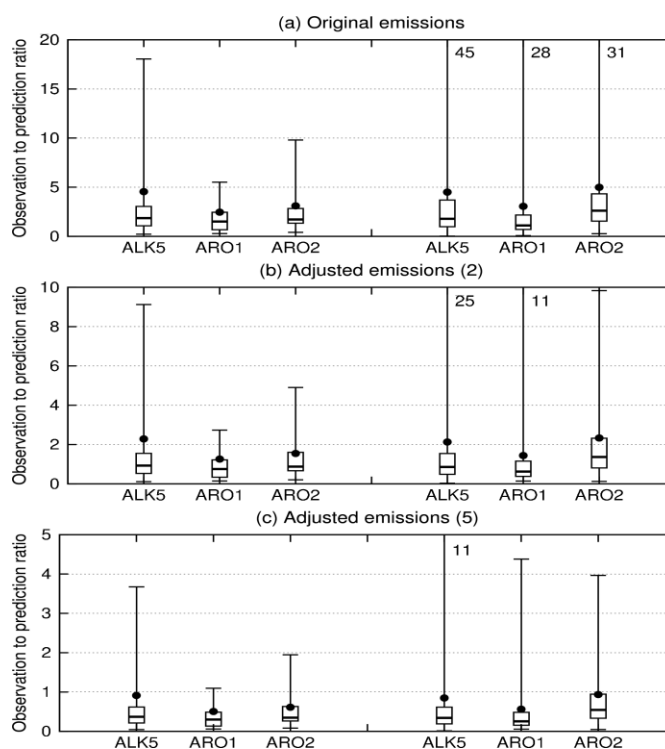 (a) Original emissions
Observation to prediction ratio
20
15
10
5
0
45
28
31
ALK5 ARO1 ARO2 ALK5 ARO1 ARO2
(b) Adjusted emissions (2)
Observation to prediction ratio
10
8
6
4
2
0
25
11
ALK5 ARO1 ARO2 ALK5 ARO1 ARO2
(c) Adjusted emissions (5)
Observation to prediction ratio
5
4
3
2
1
0
11
ALK5 ARO1 ARO2 ALK5 ARO1 ARO2